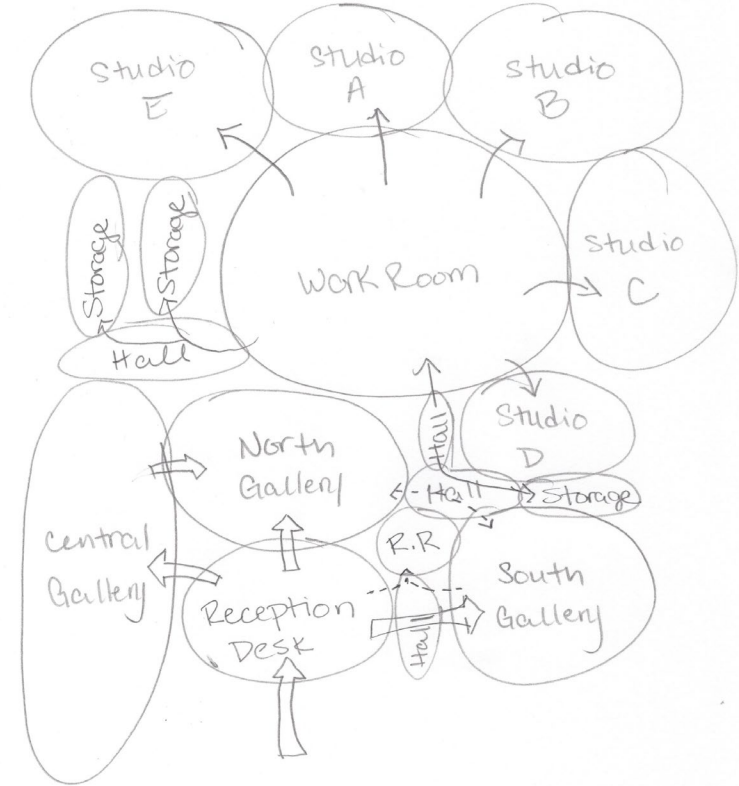 Studio
E
Studio
A
Studio
B
Storage
Storage
Work Room
Studio
C
Hall
North
Gallery
Hall
Studio
D
Hall
Storage
Central
Gallery
R.R
Reception
Desk
Hall
South
Gallery